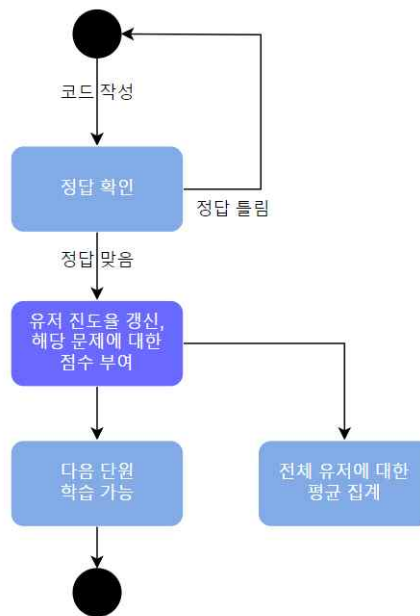 코드 작성
정답 확인
정답 틀림
정답 맞음
유저 진도율 갱신,
해당 문제에 대한
점수 부여
다음 단원
학습 가능
전체 유저에 대한
평균 집계